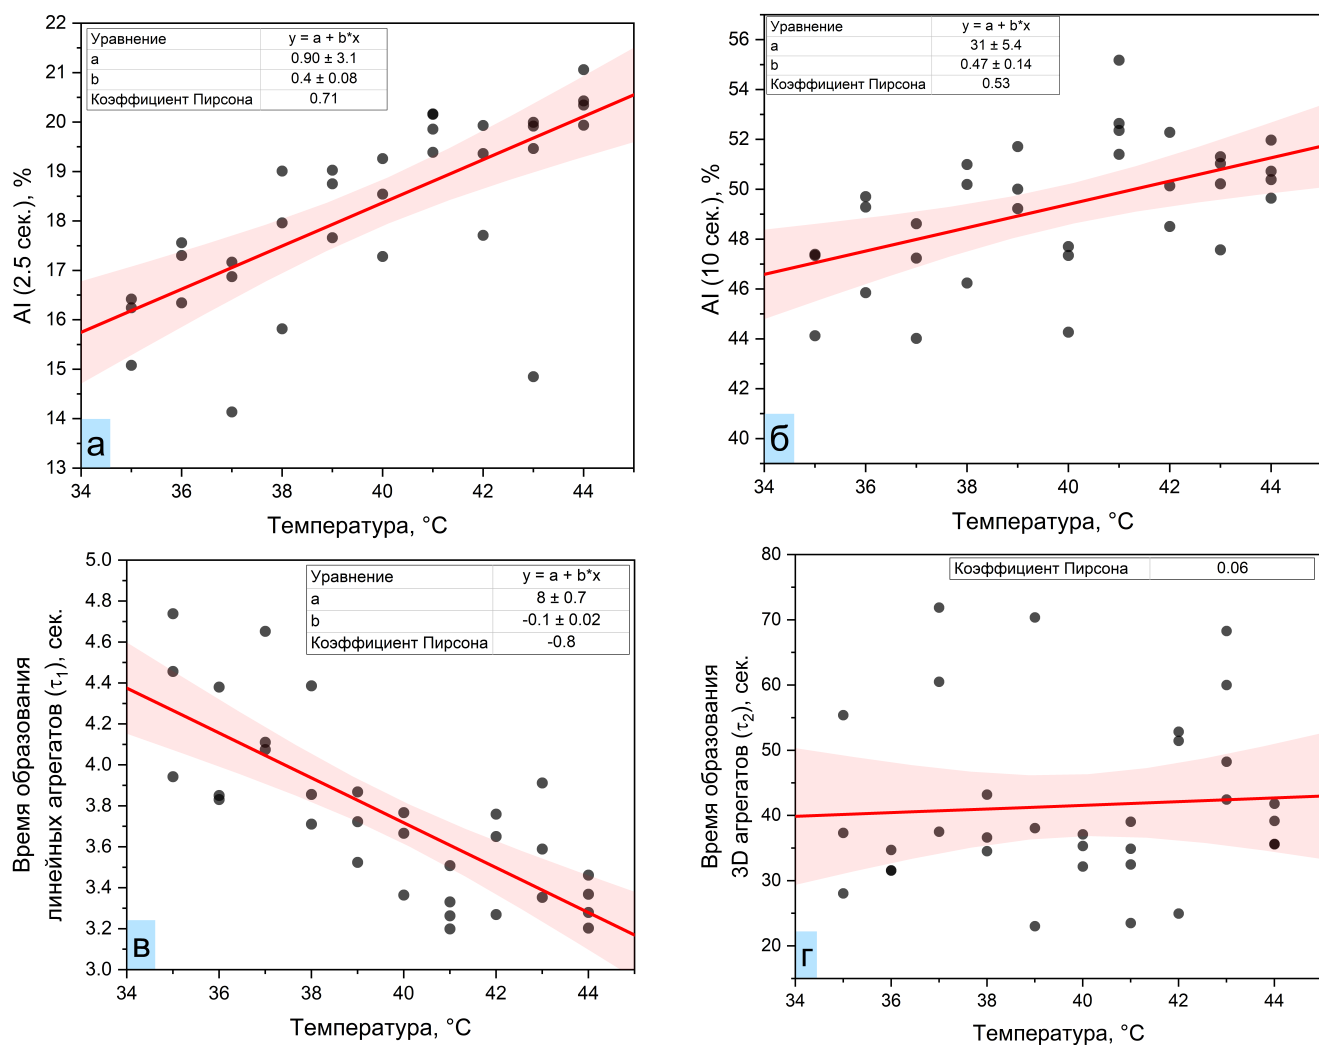 22
21
20
19
18
17
16
15
14
13
AI (2.5 сек.), %
Уравнение y = a + b*x
a 0.90 ± 3.1
b 0.4 ± 0.08
Коэффициент Пирсона 0.71
а
34 36 38 40 42 44
Температура, °C
56
54
52
50
48
46
44
42
40
AI (10 сек.), %
Уравнение y = a + b*x
a 31 ± 5.4
b 0.47 ± 0.14
Коэффициент Пирсона 0.53
б
34 36 38 40 42 44
Температура, °C
5.0
4.8
4.6
4.4
4.2
4.0
3.8
3.6
3.4
3.2
3.0
Время образования
линейных агрегатов (τ₁), сек.
Уравнение y = a + b*x
a 8 ± 0.7
b -0.1 ± 0.02
Коэффициент Пирсона -0.8
в
34 36 38 40 42 44
Температура, °C
80
70
60
50
40
30
20
Время образования
3D агрегатов (τ₂), сек.
Коэффициент Пирсона 0.06
г
34 36 38 40 42 44
Температура, °C